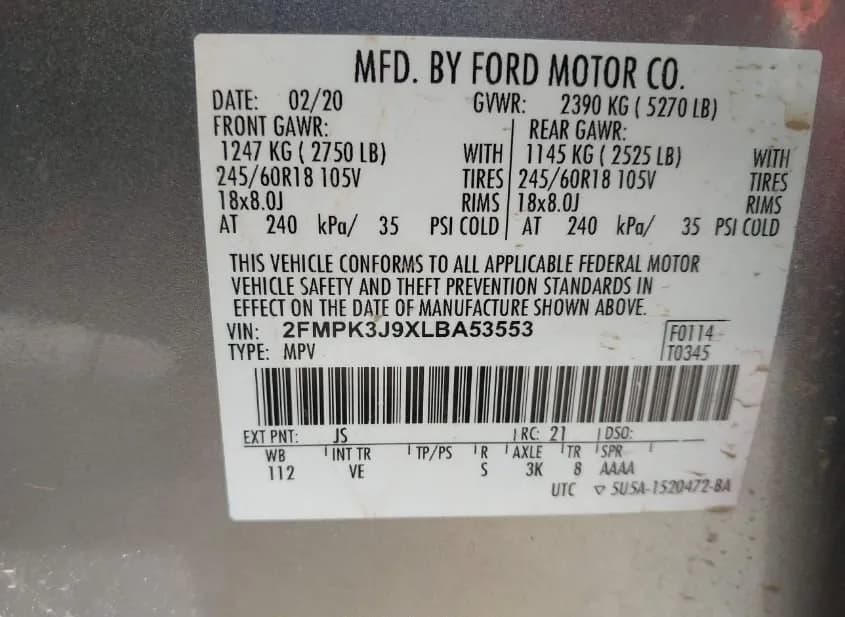 MFD. BY FORD MOTOR CO.
DATE: 02/20 GVWR: 2390 KG ( 5270 LB)
FRONT GAWR: REAR GAWR:
1247 KG ( 2750 LB) WITH 1145 KG ( 2525 LB) WITH
245/60R18 105V TIRES 245/60R18 105V TIRES
18x8.0J RIMS 18x8.0J RIMS
AT 240 kPa/ 35 PSI COLD AT 240 kPa/ 35 PSI COLD
THIS VEHICLE CONFORMS TO ALL APPLICABLE FEDERAL MOTOR
VEHICLE SAFETY AND THEFT PREVENTION STANDARDS IN
EFFECT ON THE DATE OF MANUFACTURE SHOWN ABOVE.
VIN: 2FMPK3J9XLBA53553 F0114
TYPE: MPV T0345
EXT PNT: JS RC: 21 DSO:
WB INT TR TP/PS R AXLE TR SPR
112 VE S 3K 8 AAAA
UTC ▽ 5U5A-1520472-BA